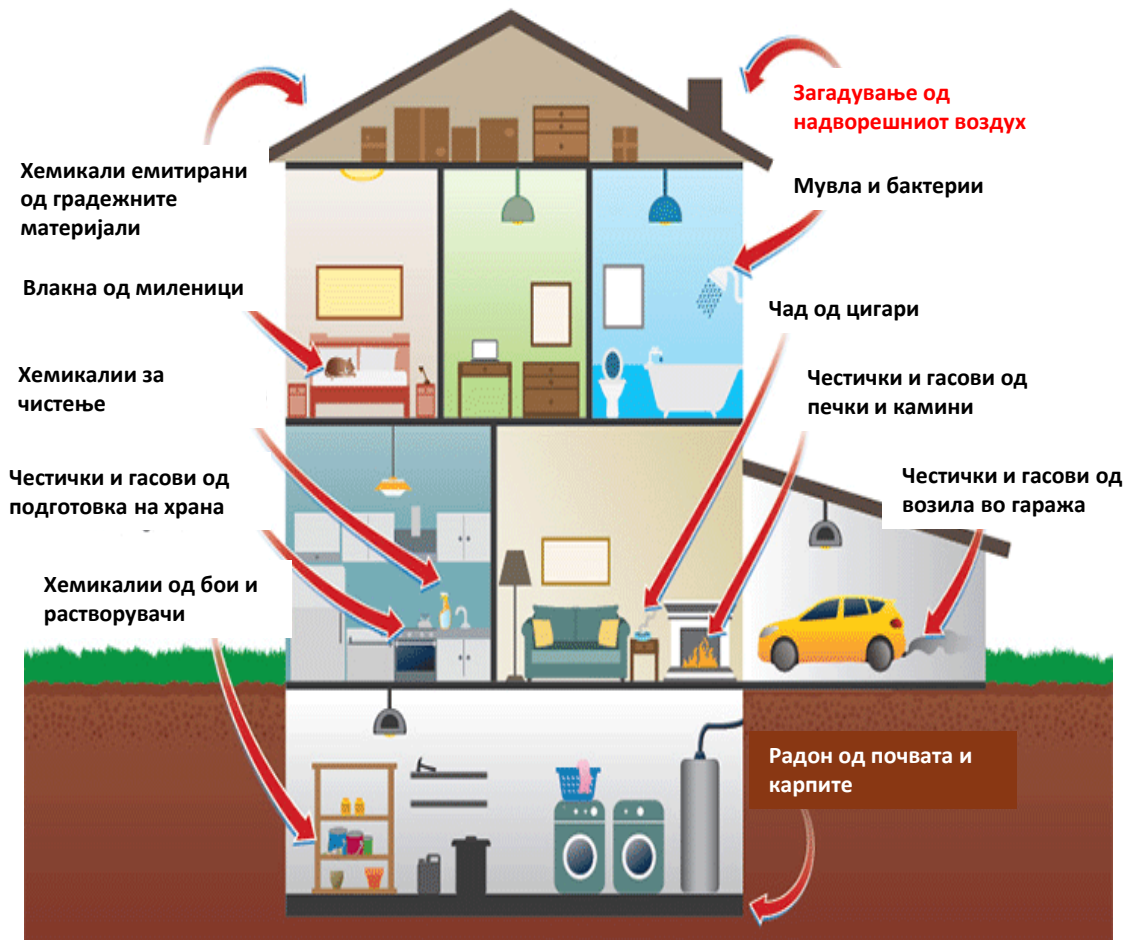 Загадување од
надворешниот воздух
Хемикали емитирани
од градежните
материјали
Мувла и бактерии
Влакна од миленици
Чад од цигари
Хемикалии за
чистење
Честички и гасови од
печки и камини
Честички и гасови од
подготовка на храна
Честички и гасови од
возила во гаража
Хемикалии од бои и
растворувачи
Радон од почвата и
карпите